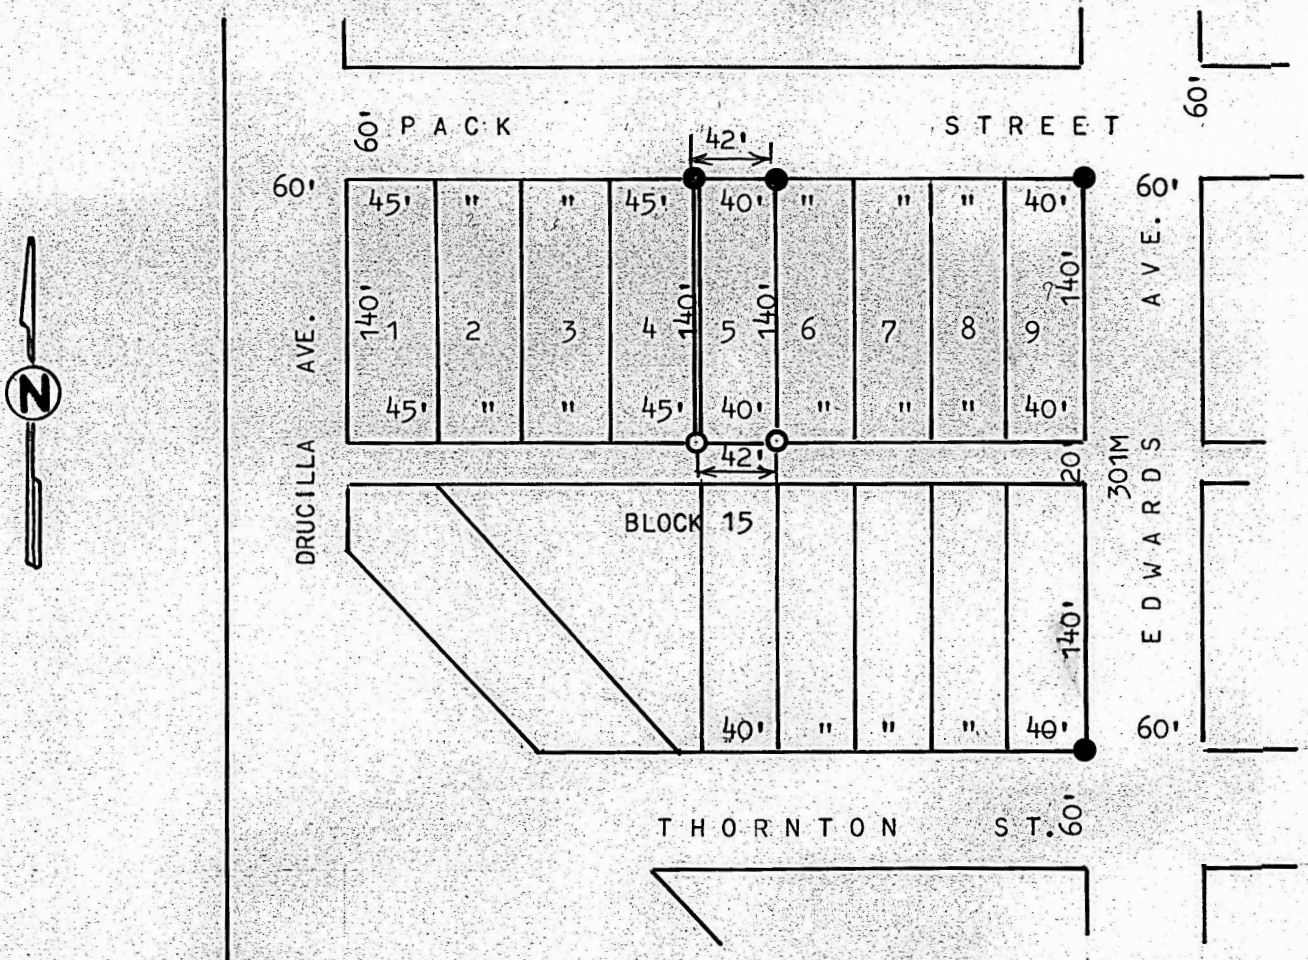 60'
60' PACK STREET
42'
60' 60'
45' " " 45' 40' " " " 40'
N
DRUCILLA AVE.
140' 1 2 3 4 140' 5 140' 6 7 8 9 140'
45' " " 45' 40' " " " 40'
42'
20'
301M
EDWARDS AVE.
BLOCK 15
140'
40' " " " 40'
60'
THORNTON ST. 60'